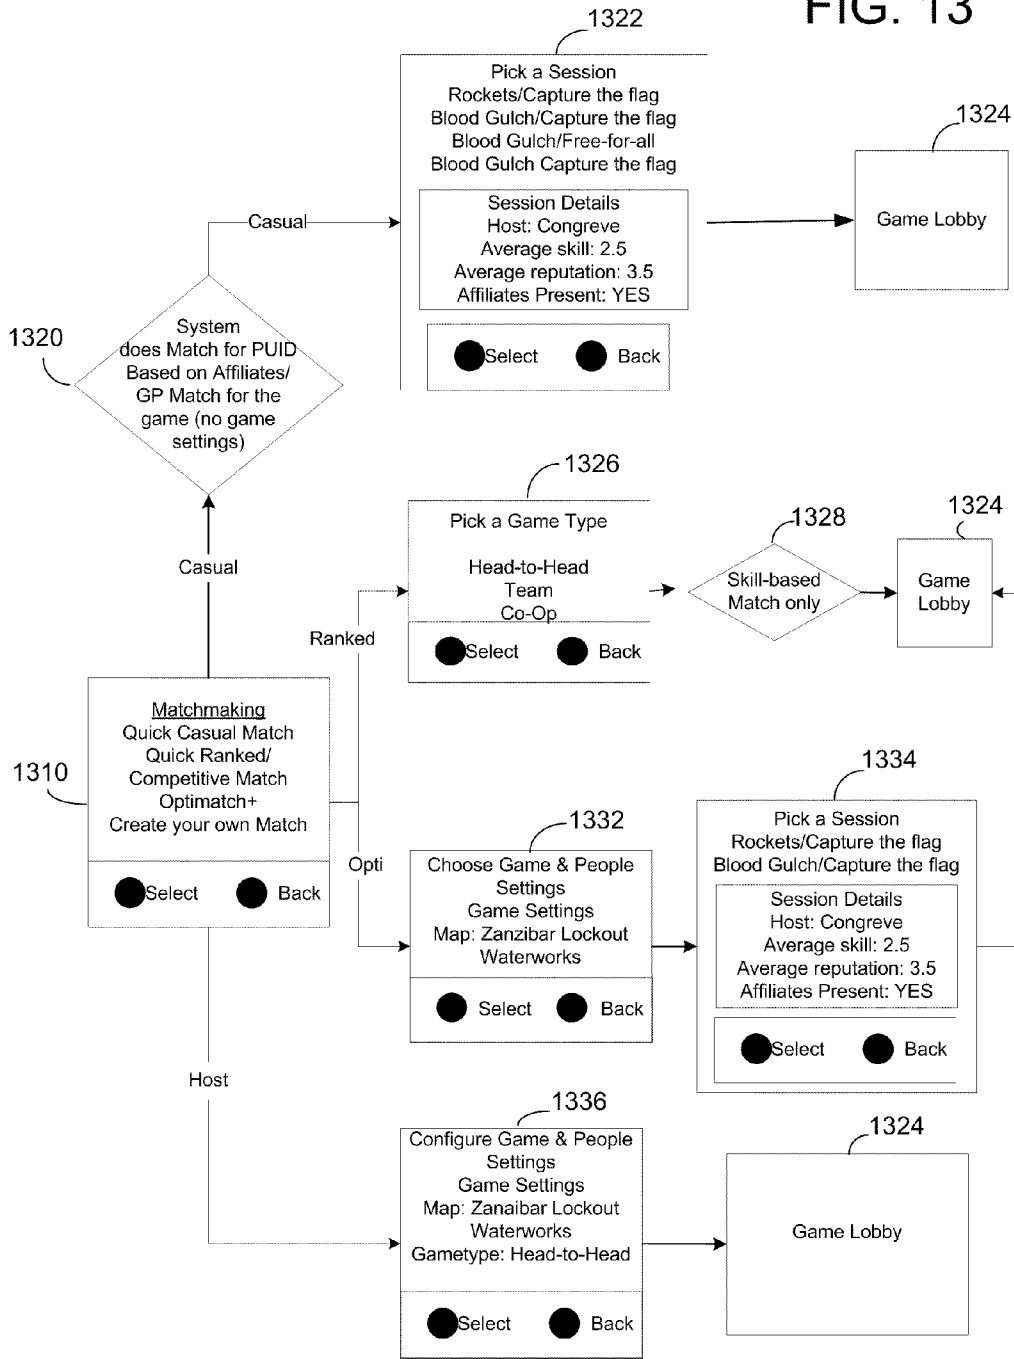 FIG. 13
1322
Pick a Session
Rockets/Capture the flag
Blood Gulch/Capture the flag
Blood Gulch/Free-for-all
Blood Gulch Capture the flag
Session Details
Host: Congreve
Average skill: 2.5
Average reputation: 3.5
Affiliates Present: YES
Select
Back
1324
Game Lobby
Casual
1320
System
does Match for PUID
Based on Affiliates/
GP Match for the
game (no game
settings)
Casual
1326
Pick a Game Type
Head-to-Head
Team
Co-Op
Select
Back
1328
Skill-based
Match only
1324
Game
Lobby
Ranked
1310
Matchmaking
Quick Casual Match
Quick Ranked/
Competitive Match
Optimatch+
Create your own Match
Select
Back
Opti
1332
Choose Game & People
Settings
Game Settings
Map: Zanzibar Lockout
Waterworks
Select
Back
1334
Pick a Session
Rockets/Capture the flag
Blood Gulch/Capture the flag
Session Details
Host: Congreve
Average skill: 2.5
Average reputation: 3.5
Affiliates Present: YES
Select
Back
Host
1336
Configure Game & People
Settings
Game Settings
Map: Zanaibar Lockout
Waterworks
Gametype: Head-to-Head
Select
Back
1324
Game Lobby